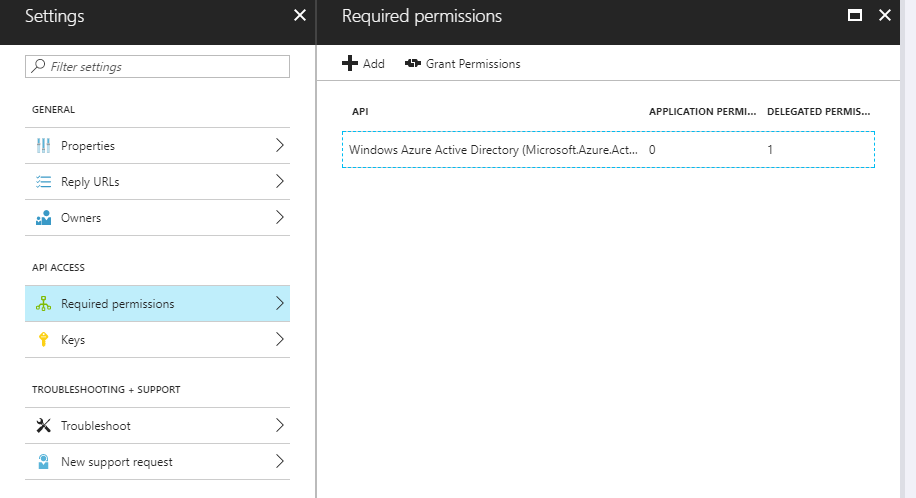 Settings
Filter settings
GENERAL
Properties
Reply URLs
Owners
API ACCESS
Required permissions
Keys
TROUBLESHOOTING + SUPPORT
Troubleshoot
New support request
Required permissions
Add Grant Permissions
API APPLICATION PERMI... DELEGATED PERMIS...
Windows Azure Active Directory (Microsoft.Azure.Act... 0 1